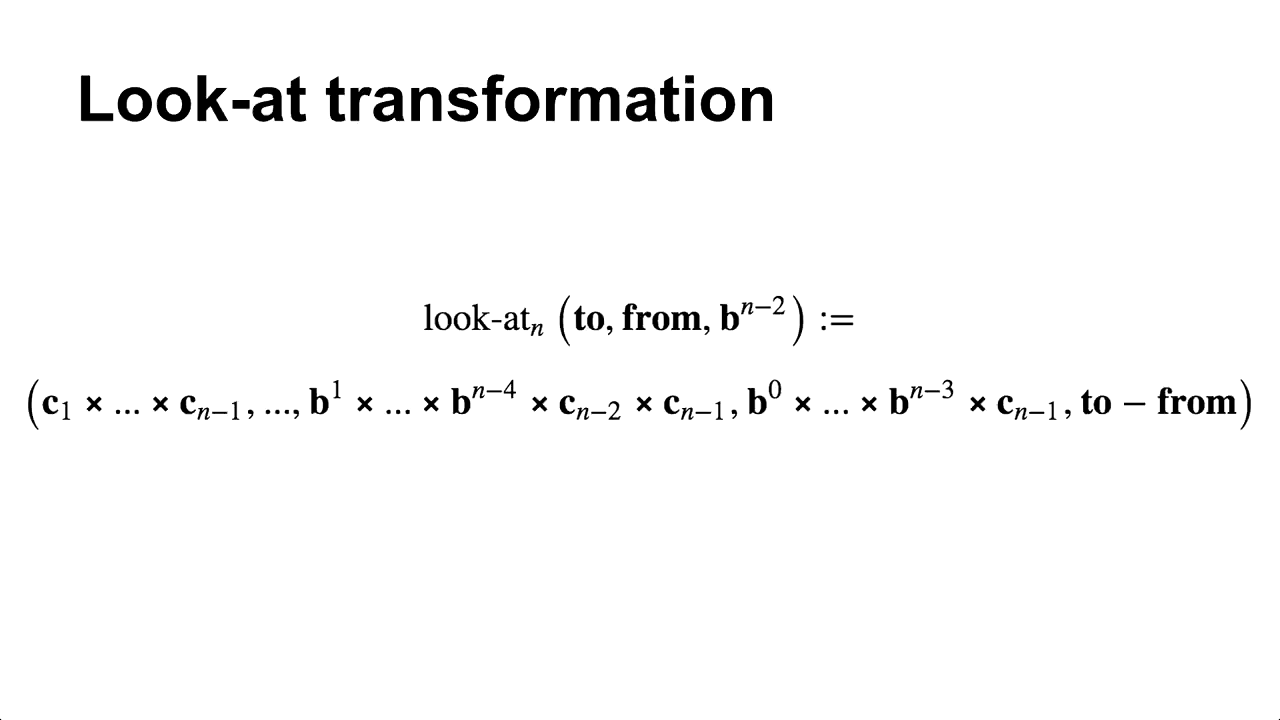 Look-at transformation
look-atₙ (to, from, bⁿ⁻²) :=
(c₁ × ... × cₙ₋₁, ..., b¹ × ... × bⁿ⁻⁴ × cₙ₋₂ × cₙ₋₁, b⁰ × ... × bⁿ⁻³ × cₙ₋₁, to − from)